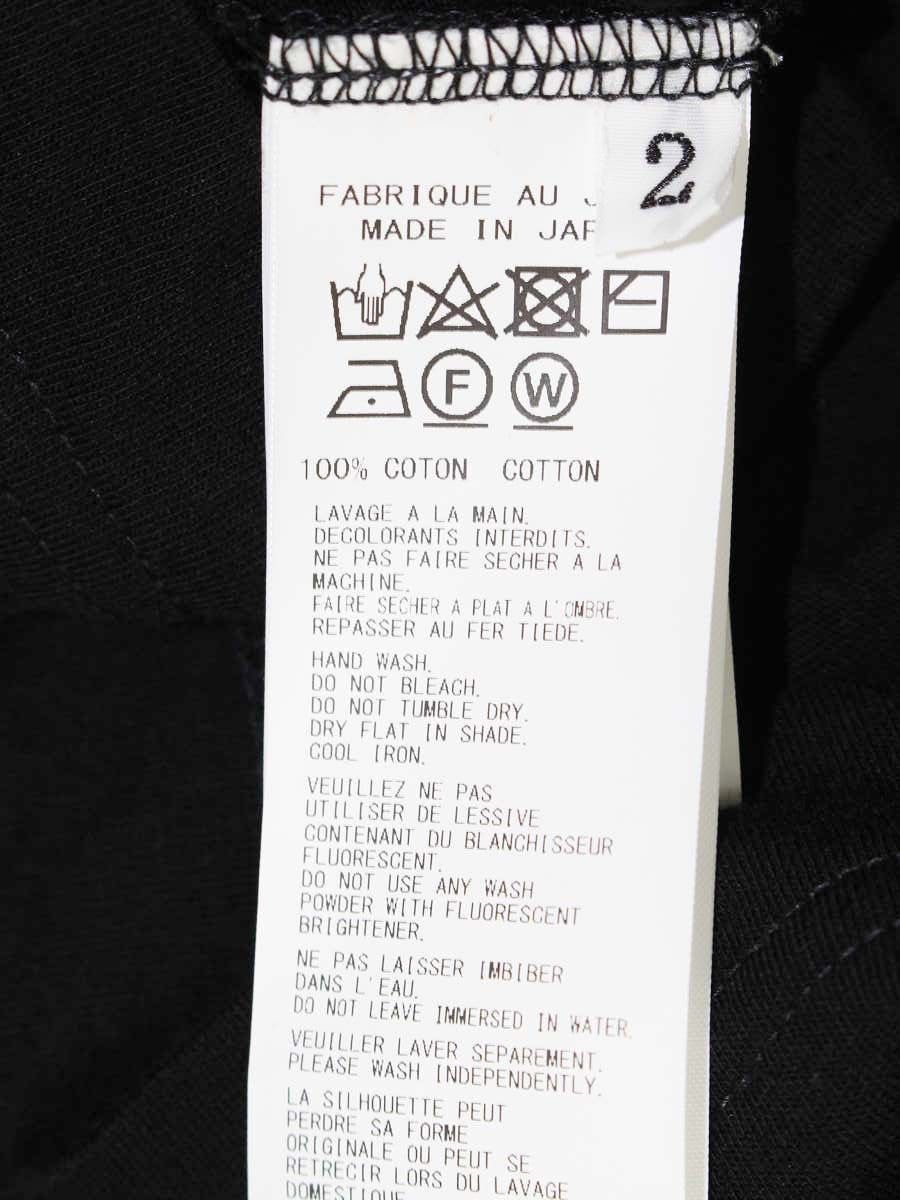 2
FABRIQUE AU
MADE IN
F W
100% COTON COTTON
LAVAGE A LA MAIN.
DECOLORANTS INTERDITS.
NE PAS FAIRE SECHER A LA
MACHINE.
FAIRE SECHER A PLAT A L'OMBRE.
REPASSER AU FER TIEDE.
HAND WASH.
DO NOT BLEACH.
DO NOT TUMBLE DRY.
DRY FLAT IN SHADE.
COOL IRON.
VEUILLEZ NE PAS
UTILISER DE LESSIVE
CONTENANT DU BLANCHISSEUR
FLUORESCENT.
DO NOT USE ANY WASH
POWDER WITH FLUORESCENT
BRIGHTENER.
NE PAS LAISSER IMBIBER
DANS L'EAU.
DO NOT LEAVE IMMERSED IN WATER.
VEUILLER LAVER SEPAREMENT.
PLEASE WASH INDEPENDENTLY.
LA SILHOUETTE PEUT
PERDRE SA FORME
ORIGINALE OU PEUT SE
RETRECIR LORS DU LAVAGE
DOMESTIQUE